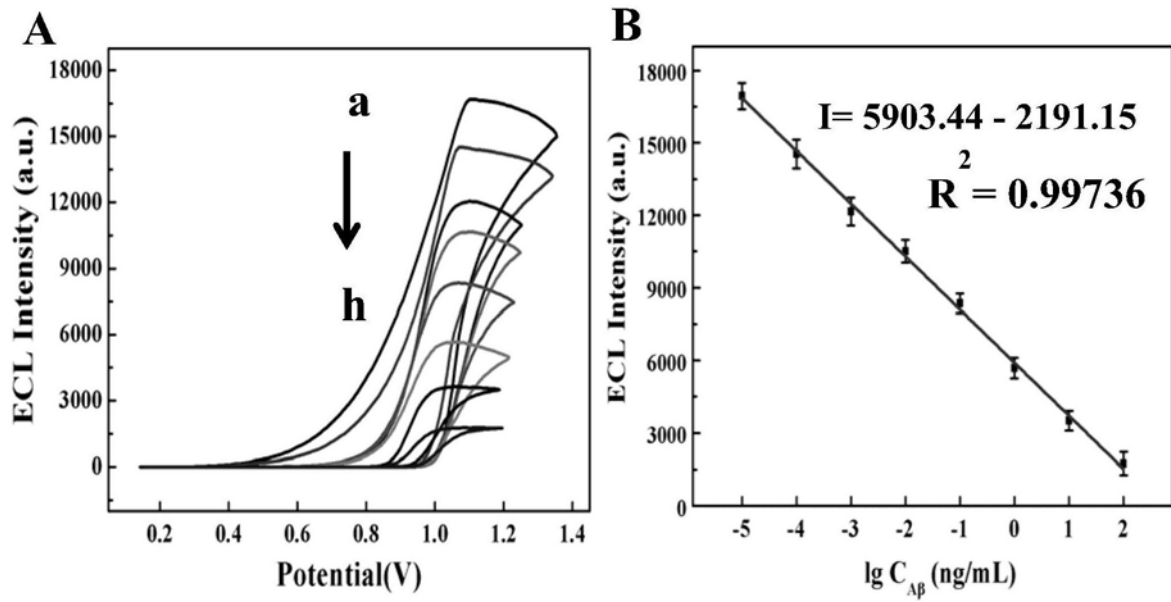 A
ECL Intensity (a.u.)
18000
15000
12000
9000
6000
3000
0
a
h
0.2 0.4 0.6 0.8 1.0 1.2 1.4
Potential(V)
B
ECL Intensity (a.u.)
18000
15000
12000
9000
6000
3000
0
I= 5903.44 - 2191.15
R² = 0.99736
-5 -4 -3 -2 -1 0 1 2
lg C_Aβ (ng/mL)